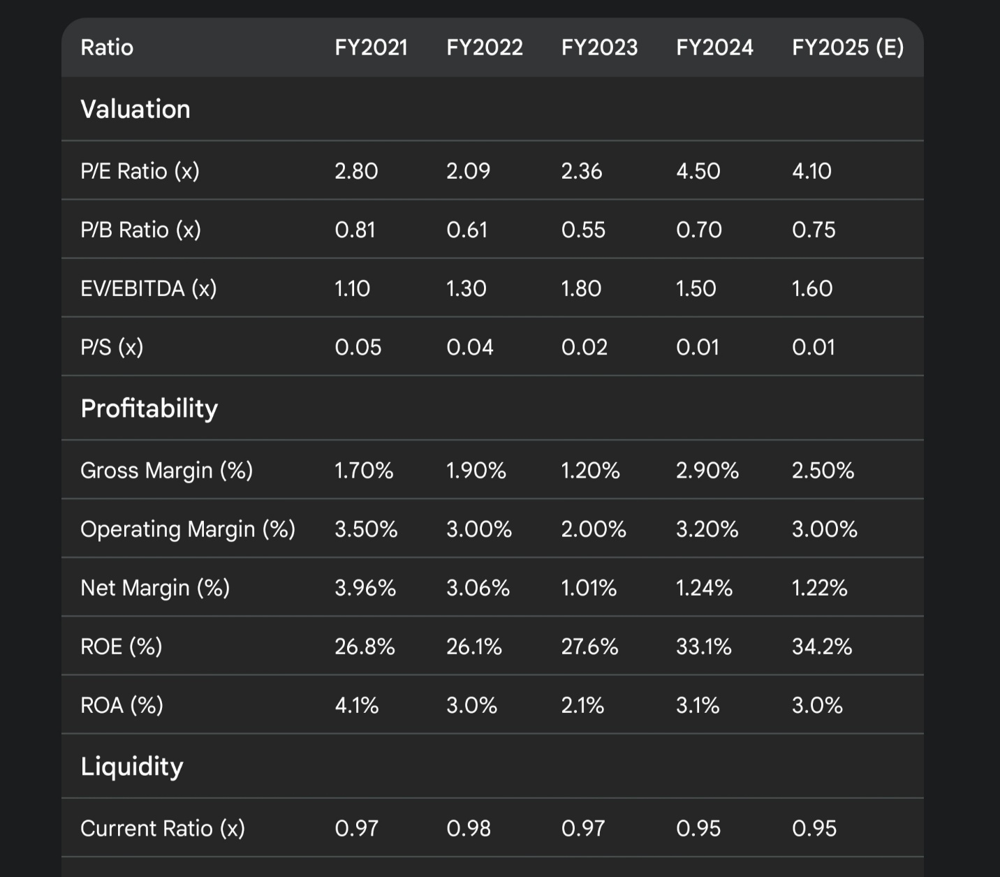 Ratio FY2021 FY2022 FY2023 FY2024 FY2025 (E)
Valuation
P/E Ratio (x) 2.80 2.09 2.36 4.50 4.10
P/B Ratio (x) 0.81 0.61 0.55 0.70 0.75
EV/EBITDA (x) 1.10 1.30 1.80 1.50 1.60
P/S (x) 0.05 0.04 0.02 0.01 0.01
Profitability
Gross Margin (%) 1.70% 1.90% 1.20% 2.90% 2.50%
Operating Margin (%) 3.50% 3.00% 2.00% 3.20% 3.00%
Net Margin (%) 3.96% 3.06% 1.01% 1.24% 1.22%
ROE (%) 26.8% 26.1% 27.6% 33.1% 34.2%
ROA (%) 4.1% 3.0% 2.1% 3.1% 3.0%
Liquidity
Current Ratio (x) 0.97 0.98 0.97 0.95 0.95